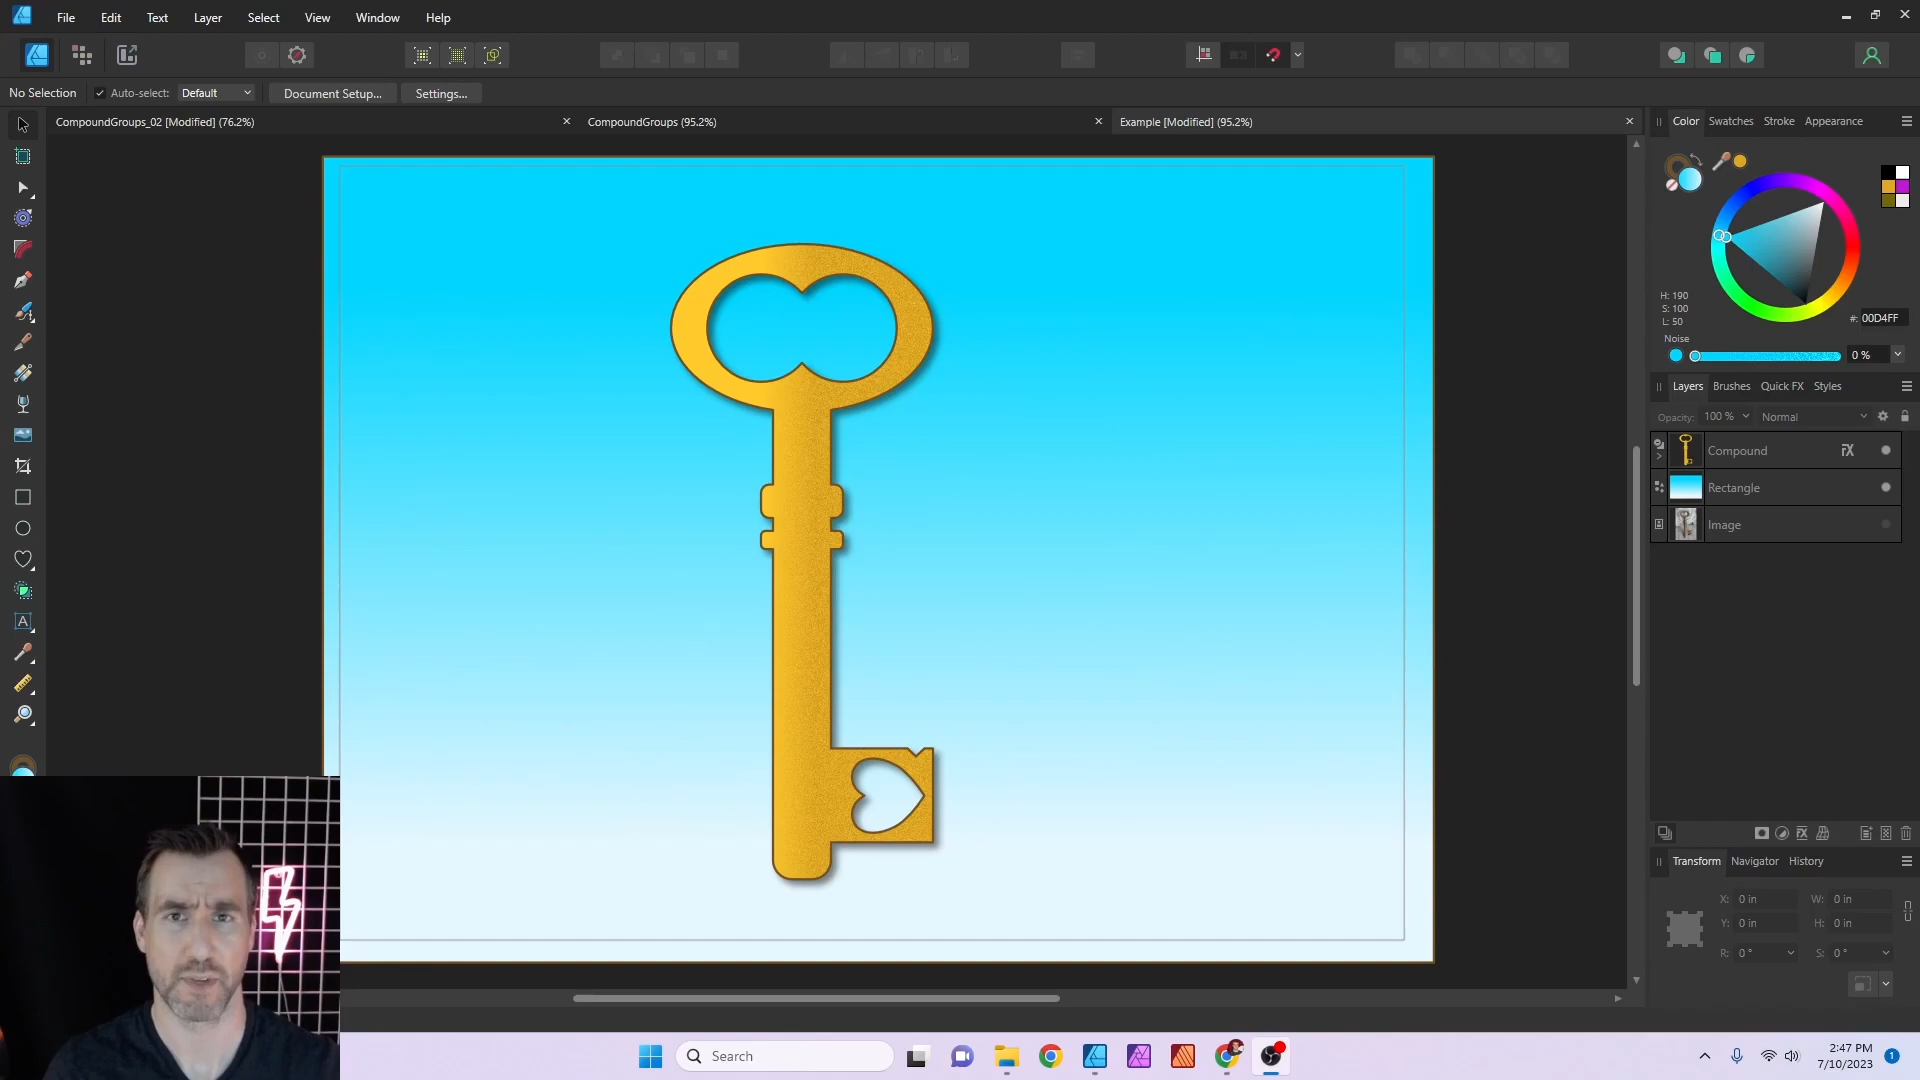 File Edit Text Layer Select View Window Help
No Selection Auto-select: Default Document Setup... Settings...
CompoundGroups_02 [Modified] (76.2%) CompoundGroups (95.2%) Example [Modified] (95.2%)
Color Swatches Stroke Appearance
H: 190
S: 100
L: 50
#: 00D4FF
Noise
0 %
Layers Brushes Quick FX Styles
Opacity: 100 % Normal
Compound FX
Rectangle
Image
Transform Navigator History
X: 0 in W: 0 in
Y: 0 in H: 0 in
R: 0 ° S: 0 °
Search
2:47 PM
7/10/2023
1